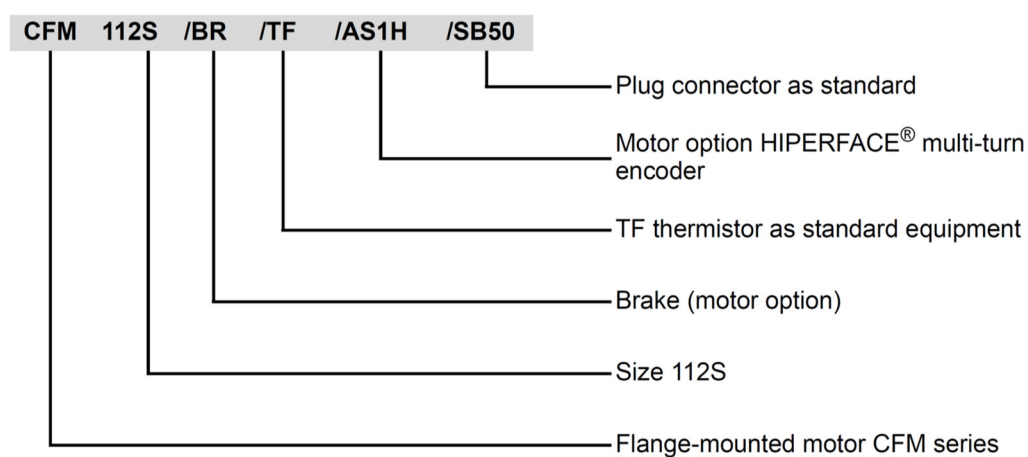 CFM 112S /BR /TF /AS1H /SB50
Plug connector as standard
Motor option HIPERFACE® multi-turn
encoder
TF thermistor as standard equipment
Brake (motor option)
Size 112S
Flange-mounted motor CFM series